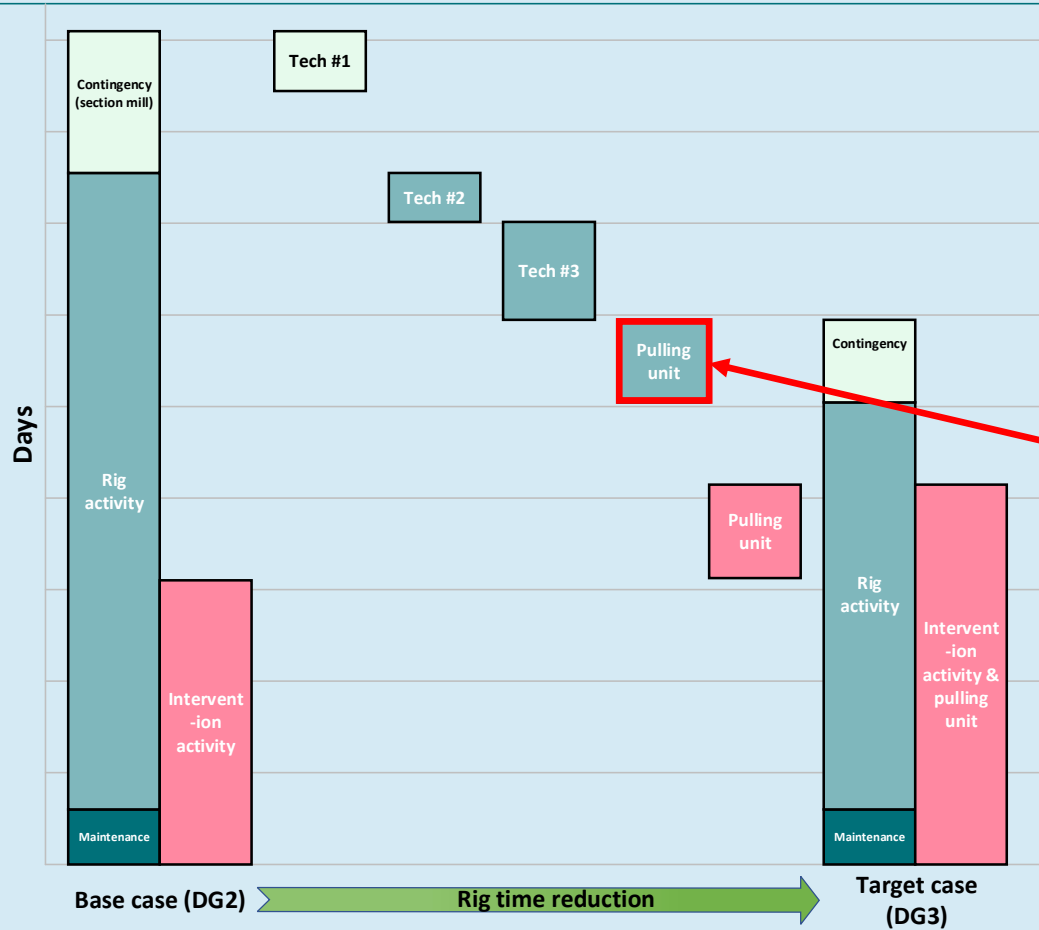 Days
Contingency
(section mill)
Rig
activity
Maintenance
Intervent
-ion
activity
Tech #1
Tech #2
Tech #3
Pulling
unit
Pulling
unit
Contingency
Rig
activity
Maintenance
Intervent
-ion
activity &
pulling
unit
Base case (DG2)
Rig time reduction
Target case
(DG3)